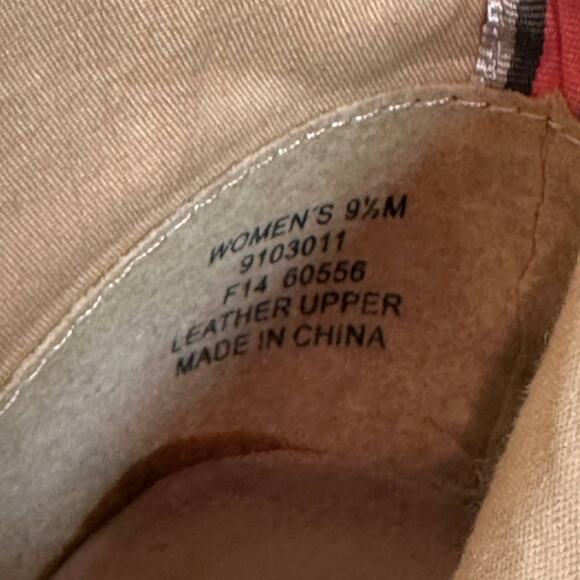 WOMEN'S 9½M
9103011
F14 60556
LEATHER UPPER
MADE IN CHINA